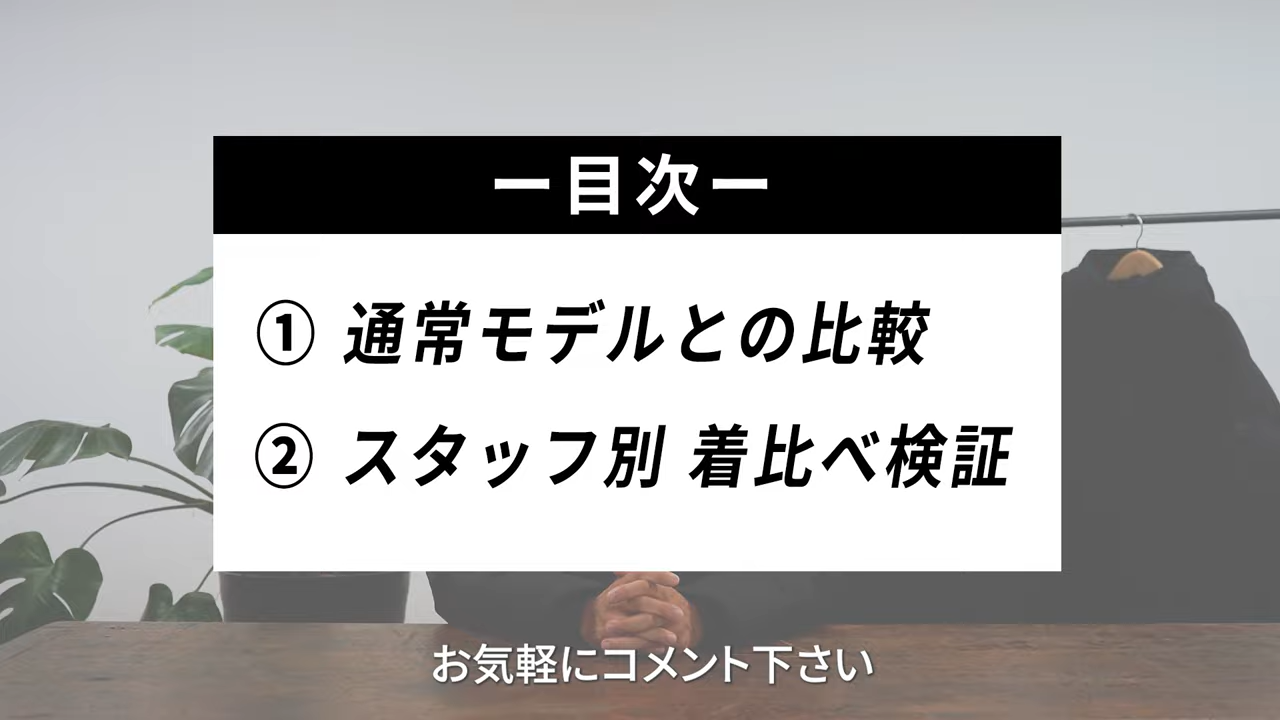 ー目次ー
① 通常モデルとの比較
② スタッフ別 着比べ検証
お気軽にコメント下さい